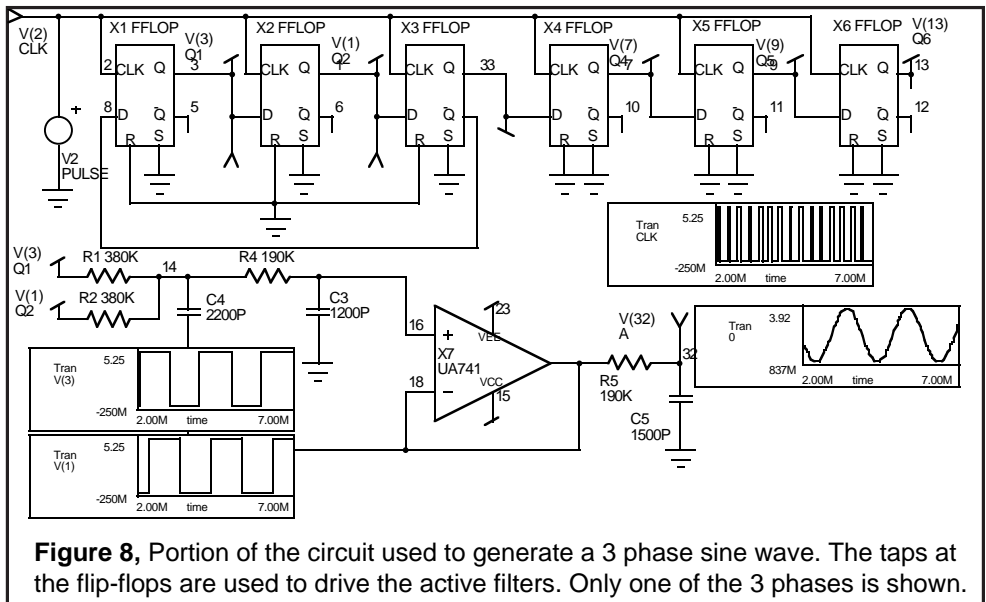 X1 FFLOP X2 FFLOP X3 FFLOP X4 FFLOP X5 FFLOP X6 FFLOP
V(2)
CLK
V(3)
Q1
V(1)
Q2
V(7)
Q4
V(9)
Q5
V(13)
Q6
2 CLK Q 3
8 D Q 5
R S
CLK Q 1
D Q 6
R S
CLK Q 33
D Q
R S
CLK Q 7
D Q 10
R S
CLK Q 9
D Q 11
R S
CLK Q 13
D Q 12
R S
+
V2
PULSE
Tran
CLK
5.25
-250M
2.00M time 7.00M
V(3)
Q1
R1 380K
14
R4 190K
V(1)
Q2
R2 380K
C4
2200P
C3
1200P
16
+
23
VEE
X7
UA741
18
−
VCC
15
V(32)
A
32
R5
190K
C5
1500P
Tran
0
3.92
837M
2.00M time 7.00M
Tran
V(3)
5.25
-250M
2.00M time 7.00M
Tran
V(1)
5.25
-250M
2.00M time 7.00M
Figure 8, Portion of the circuit used to generate a 3 phase sine wave. The taps at
the flip-flops are used to drive the active filters. Only one of the 3 phases is shown.